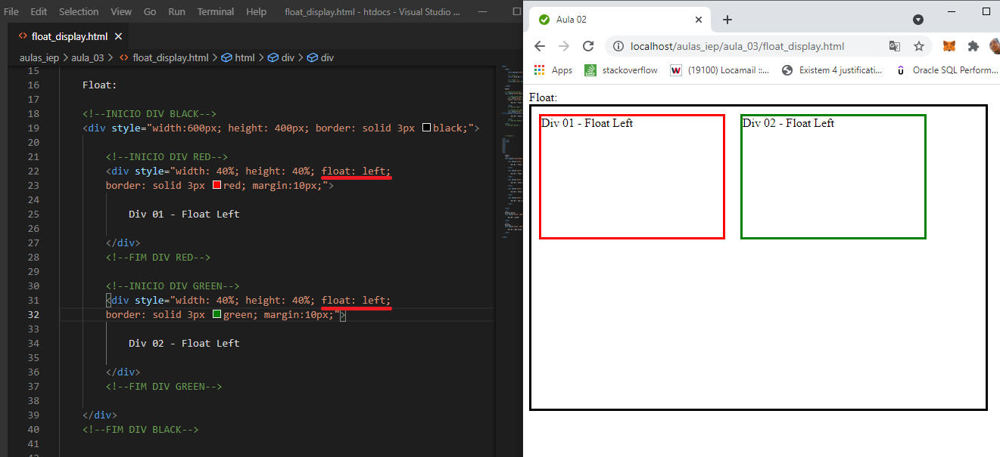 File Edit Selection View Go Run Terminal Help float_display.html - htdocs - Visual Studio ...
float_display.html
aulas_iep > aula_03 > float_display.html > html > div > div
15
16 Float:
17
18 <!--INICIO DIV BLACK-->
19 <div style="width:600px; height: 400px; border: solid 3px black;">
20
21 <!--INICIO DIV RED-->
22 <div style="width: 40%; height: 40%; float: left;
23 border: solid 3px red; margin:10px;">
24
25 Div 01 - Float Left
26
27 </div>
28 <!--FIM DIV RED-->
29
30 <!--INICIO DIV GREEN-->
31 <div style="width: 40%; height: 40%; float: left;
32 border: solid 3px green; margin:10px;">
33
34 Div 02 - Float Left
35
36 </div>
37 <!--FIM DIV GREEN-->
38
39 </div>
40 <!--FIM DIV BLACK-->
41
Aula 02
localhost/aulas_iep/aula_03/float_display.html
Apps stackoverflow (19100) Locamail ::... Existem 4 justificati... Oracle SQL Perform...
Float:
Div 01 - Float Left
Div 02 - Float Left